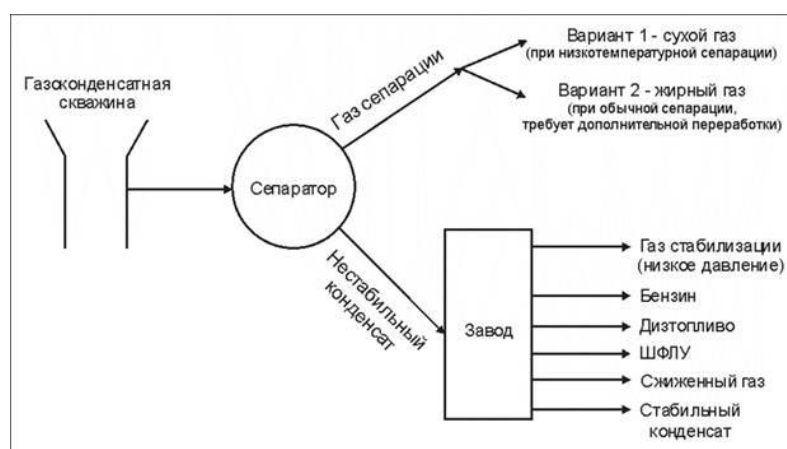 Газоконденсатная
скважина
Сепаратор
Газ сепарации
Вариант 1 - сухой газ
(при низкотемпературной сепарации)
Вариант 2 - жирный газ
(при обычной сепарации,
требует дополнительной переработки)
Нестабильный
конденсат
Завод
Газ стабилизации
(низкое давление)
Бензин
Дизтопливо
ШФЛУ
Сжиженный газ
Стабильный
конденсат